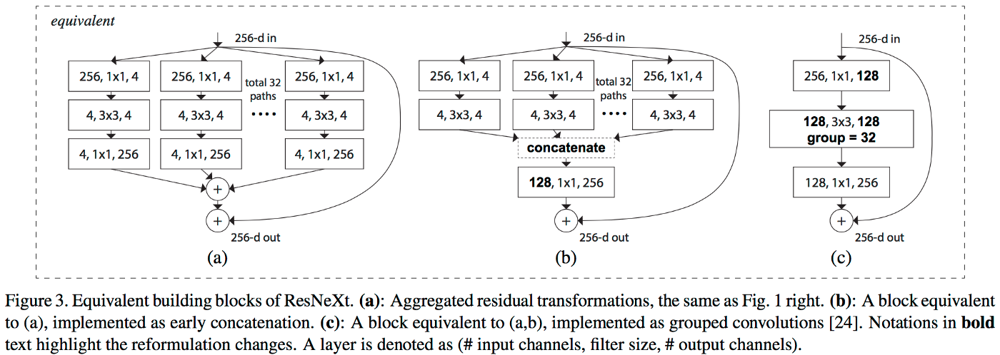 equivalent
256-d in
256, 1x1, 4
256, 1x1, 4
total 32
paths
256, 1x1, 4
4, 3x3, 4
4, 3x3, 4
....
4, 3x3, 4
4, 1x1, 256
4, 1x1, 256
4, 1x1, 256
+
+
256-d out
(a)
256-d in
256, 1x1, 4
256, 1x1, 4
total 32
paths
256, 1x1, 4
4, 3x3, 4
4, 3x3, 4
....
4, 3x3, 4
concatenate
128, 1x1, 256
+
256-d out
(b)
256-d in
256, 1x1, 128
128, 3x3, 128
group = 32
128, 1x1, 256
+
256-d out
(c)
Figure 3. Equivalent building blocks of ResNeXt. (a): Aggregated residual transformations, the same as Fig. 1 right. (b): A block equivalent
to (a), implemented as early concatenation. (c): A block equivalent to (a,b), implemented as grouped convolutions [24]. Notations in bold
text highlight the reformulation changes. A layer is denoted as (# input channels, filter size, # output channels).